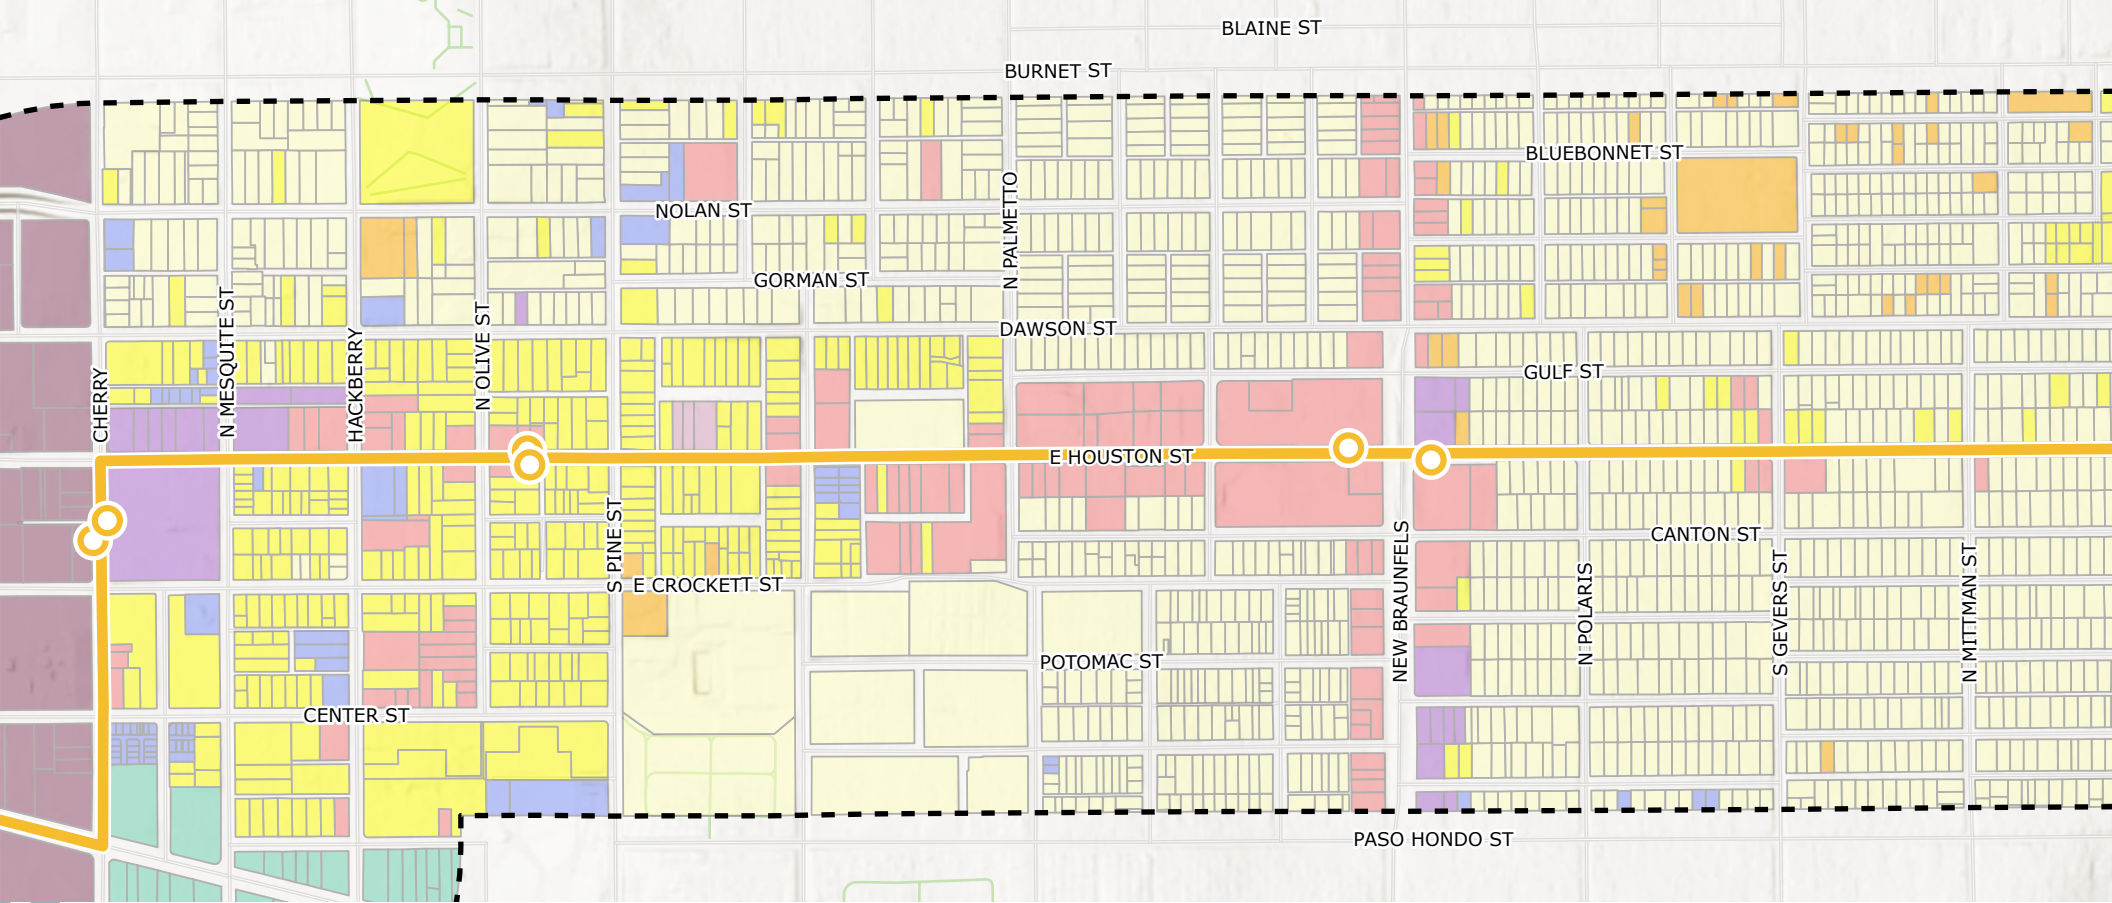 BLAINE ST
BURNET ST
BLUEBONNET ST
NOLAN ST
N PALMETTO
GORMAN ST
DAWSON ST
N MESQUITE ST
HACKBERRY
N OLIVE ST
CHERRY
GULF ST
E HOUSTON ST
S PINE ST
CANTON ST
NEW BRAUNFELS
N POLARIS
S GEVERS ST
N MITTMAN ST
E CROCKETT ST
POTOMAC ST
CENTER ST
PASO HONDO ST